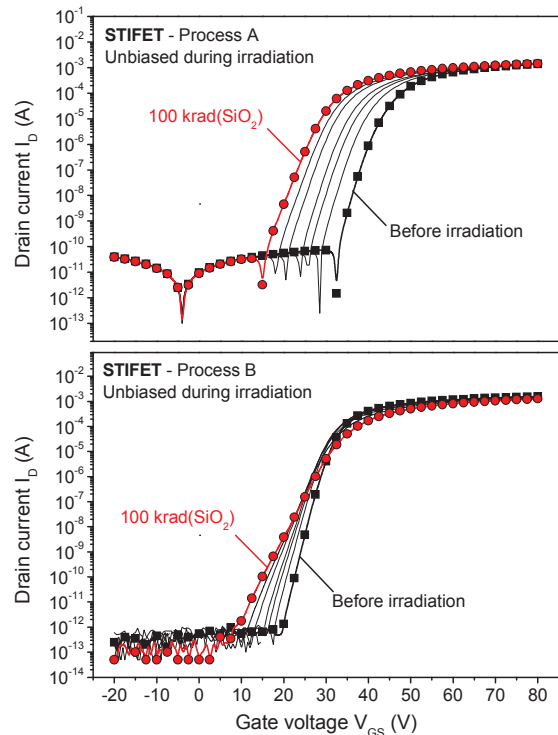 STIFET - Process A
Unbiased during irradiation
100 krad(SiO₂)
Before irradiation
Drain current I_D (A)
10⁻¹
10⁻²
10⁻³
10⁻⁴
10⁻⁵
10⁻⁶
10⁻⁷
10⁻⁸
10⁻⁹
10⁻¹⁰
10⁻¹¹
10⁻¹²
10⁻¹³
STIFET - Process B
Unbiased during irradiation
100 krad(SiO₂)
Before irradiation
Drain current I_D (A)
10⁻²
10⁻³
10⁻⁴
10⁻⁵
10⁻⁶
10⁻⁷
10⁻⁸
10⁻⁹
10⁻¹⁰
10⁻¹¹
10⁻¹²
10⁻¹³
10⁻¹⁴
-20 -10 0 10 20 30 40 50 60 70 80
Gate voltage V_GS (V)